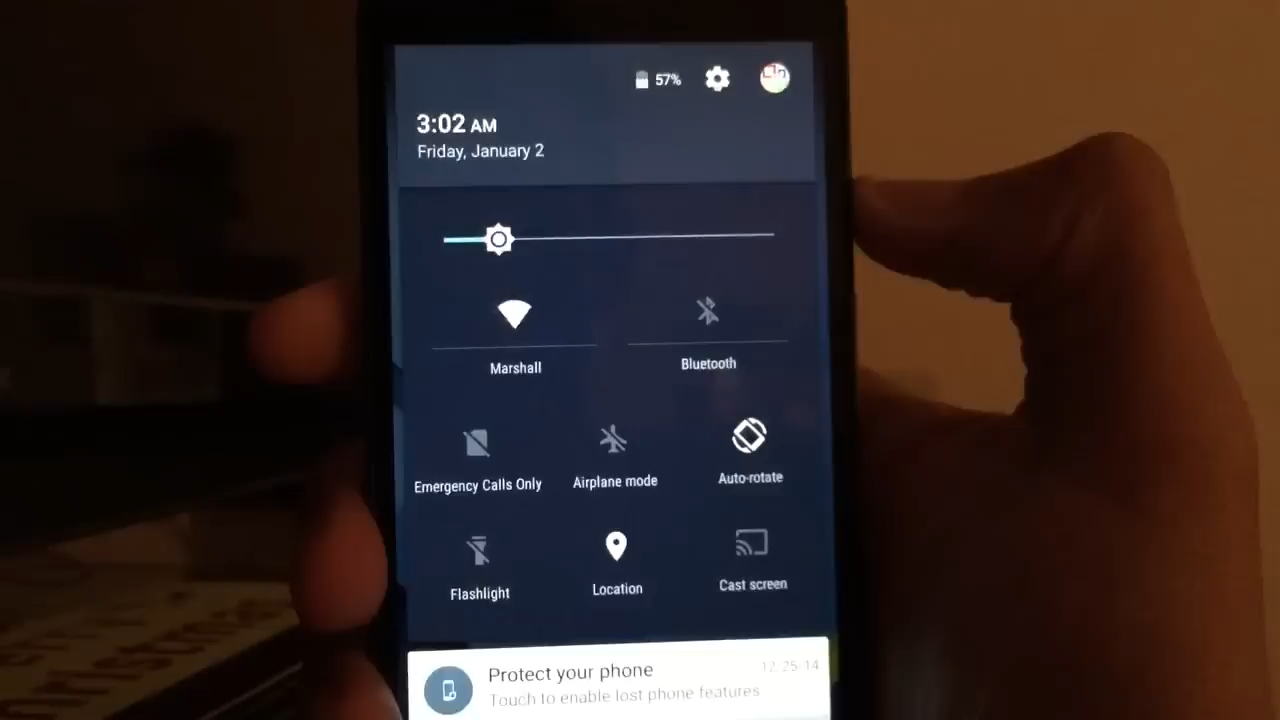 57%
3:02 AM
Friday, January 2
Marshall
Bluetooth
Emergency Calls Only
Airplane mode
Auto-rotate
Flashlight
Location
Cast screen
Protect your phone
12/25/14
Touch to enable lost phone features